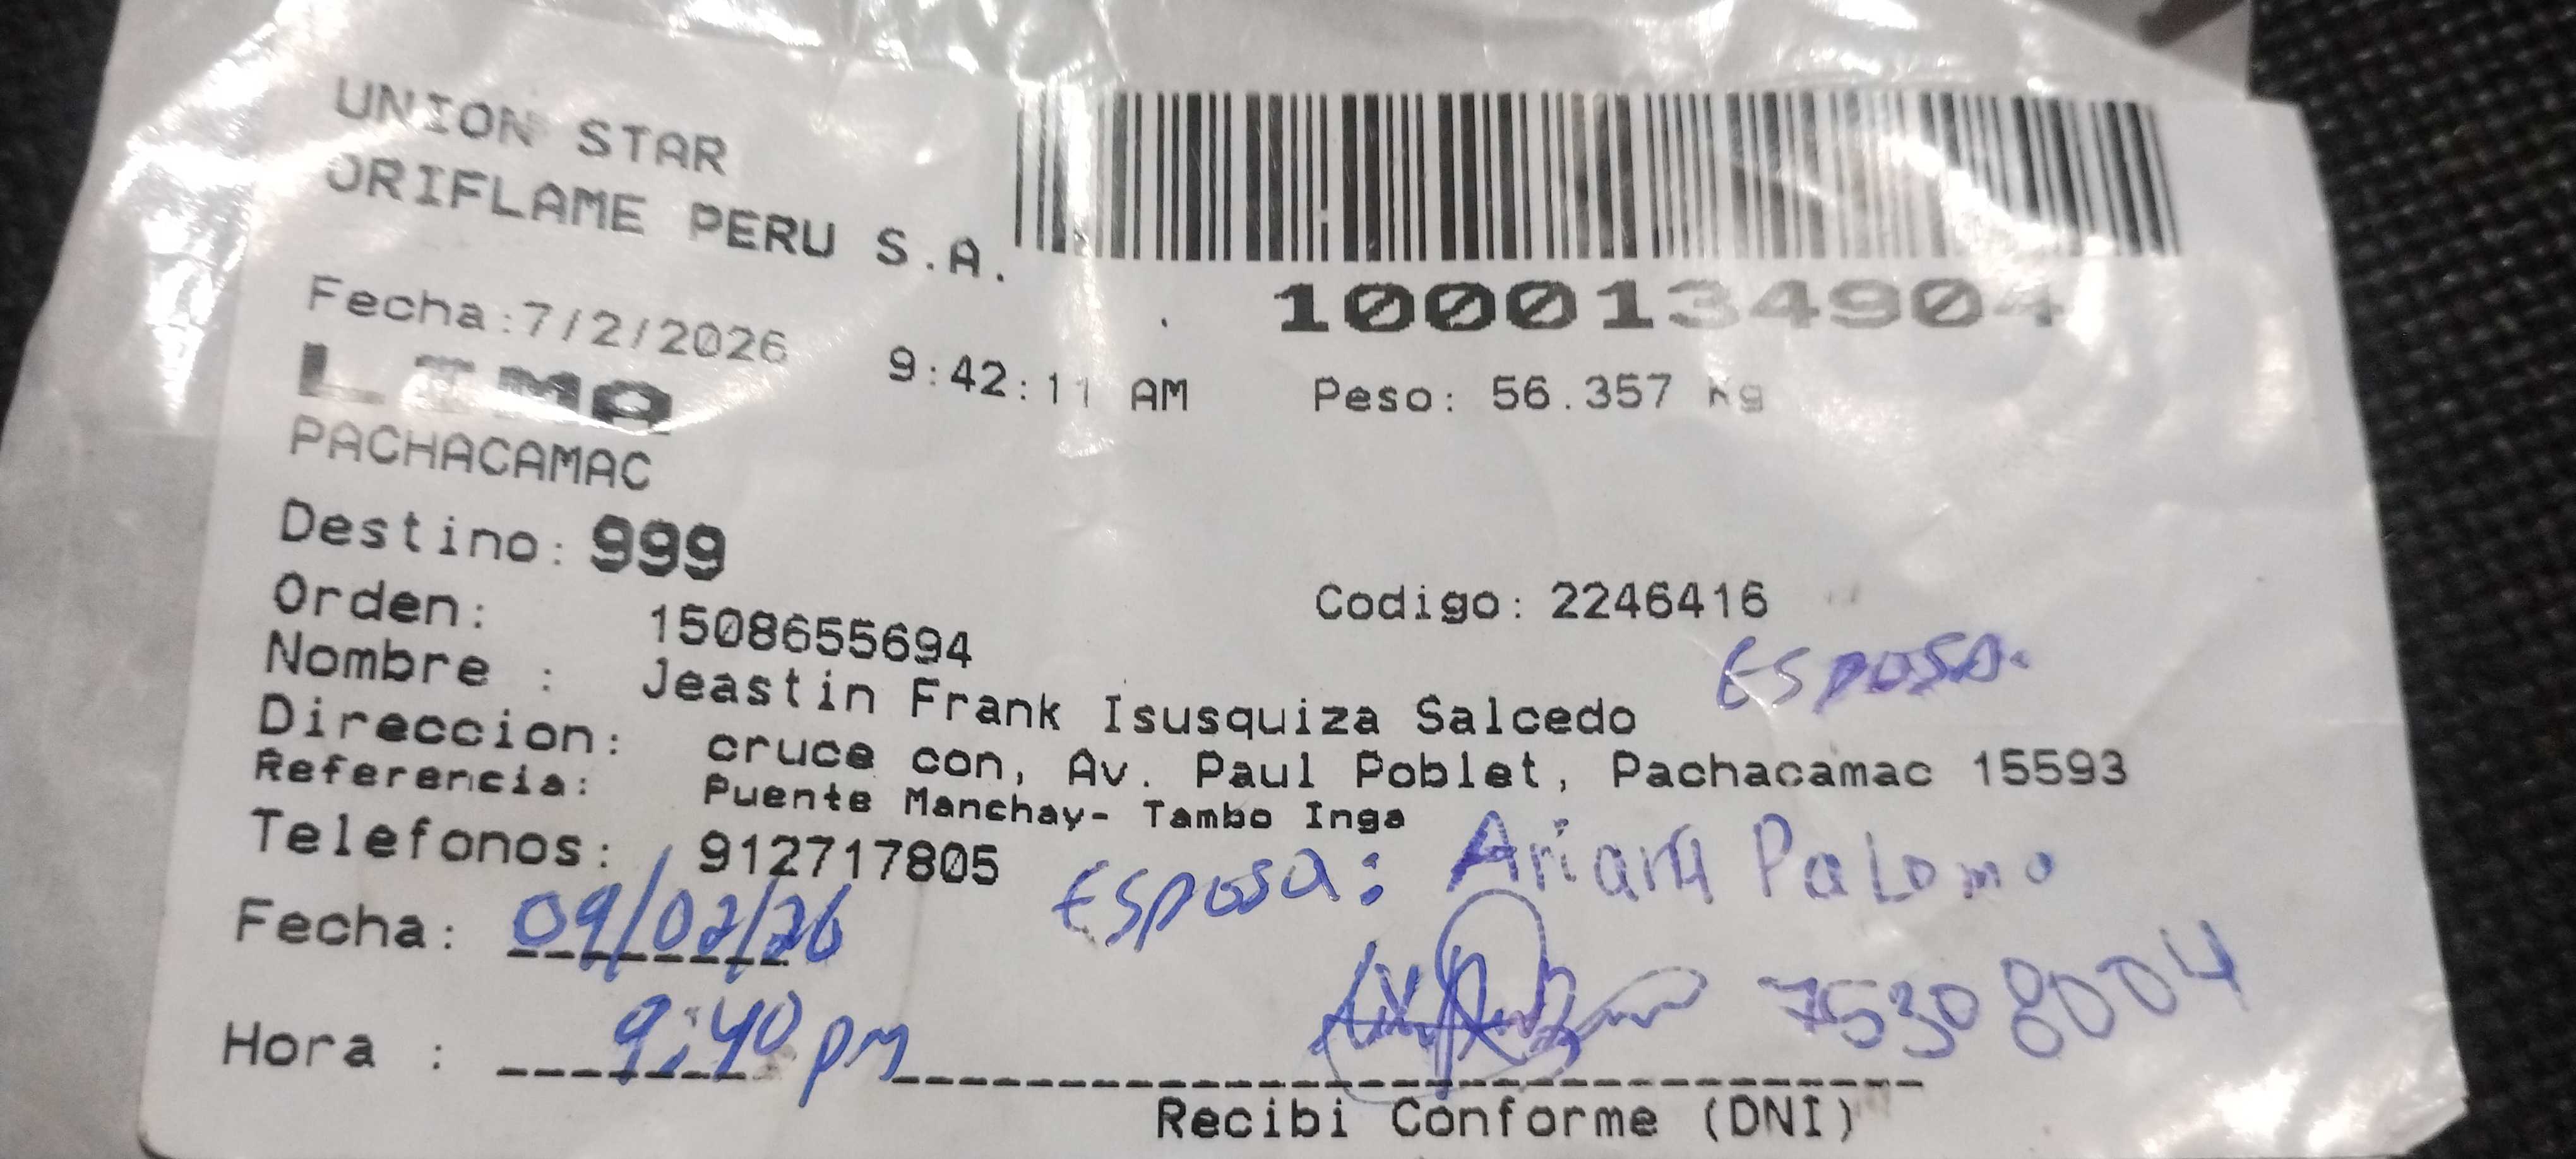 UNION STAR
ORIFLAME PERU S.A.
1000134904
Fecha:7/2/2026 9:42:11 AM Peso: 56.357 Kg
LIMA
PACHACAMAC
Destino: 999
Orden: 1508655694 Codigo: 2246416
Esposa.
Nombre : Jeastin Frank Isusquiza Salcedo
Direccion: cruce con, Av. Paul Poblet, Pachacamac 15593
Referencia: Puente Manchay- Tambo Inga
Telefonos: 912717805
Esposa: Ariana Palomo
Fecha: 09/02/26
75308004
Hora : 9:40 pm
Recibi Conforme (DNI)